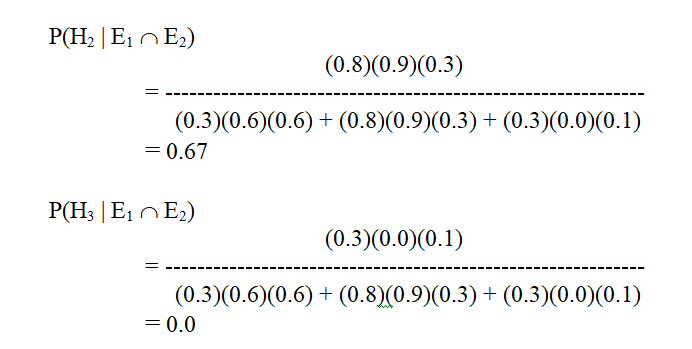 P(H₂ | E₁ ∩ E₂)
(0.8)(0.9)(0.3)
= ----------------------------------------------------------------
(0.3)(0.6)(0.6) + (0.8)(0.9)(0.3) + (0.3)(0.0)(0.1)
= 0.67
P(H₃ | E₁ ∩ E₂)
(0.3)(0.0)(0.1)
= ----------------------------------------------------------------
(0.3)(0.6)(0.6) + (0.8)(0.9)(0.3) + (0.3)(0.0)(0.1)
= 0.0